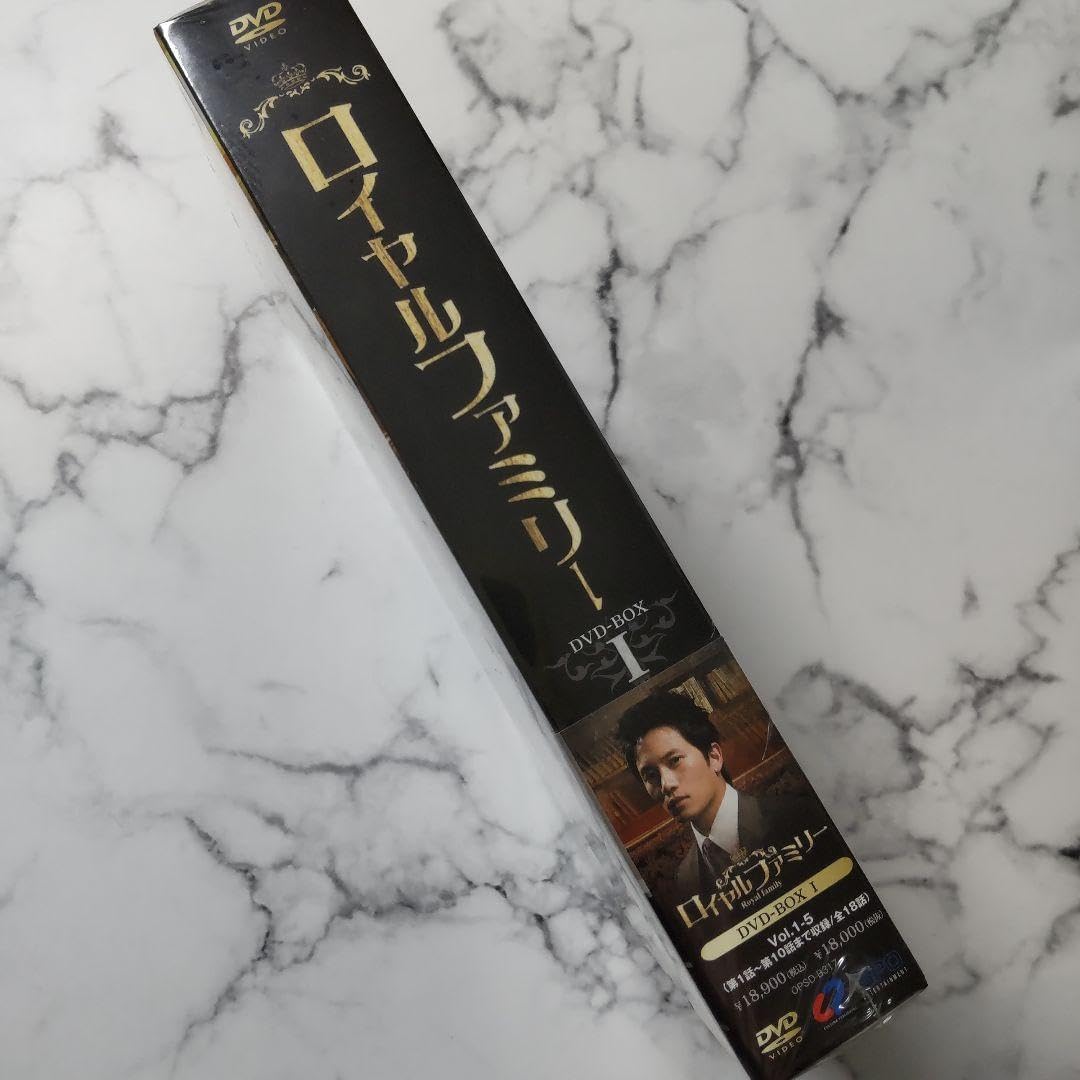 DVD
VIDEO
ロイヤルファミリー
DVD-BOX
I
ロイヤルファミリー
Royal family
DVD-BOX I
Vol.1-5
(第1話~第10話まで収録/全18話)
¥18,900(税込) ¥18,000(税抜)
DVD
VIDEO